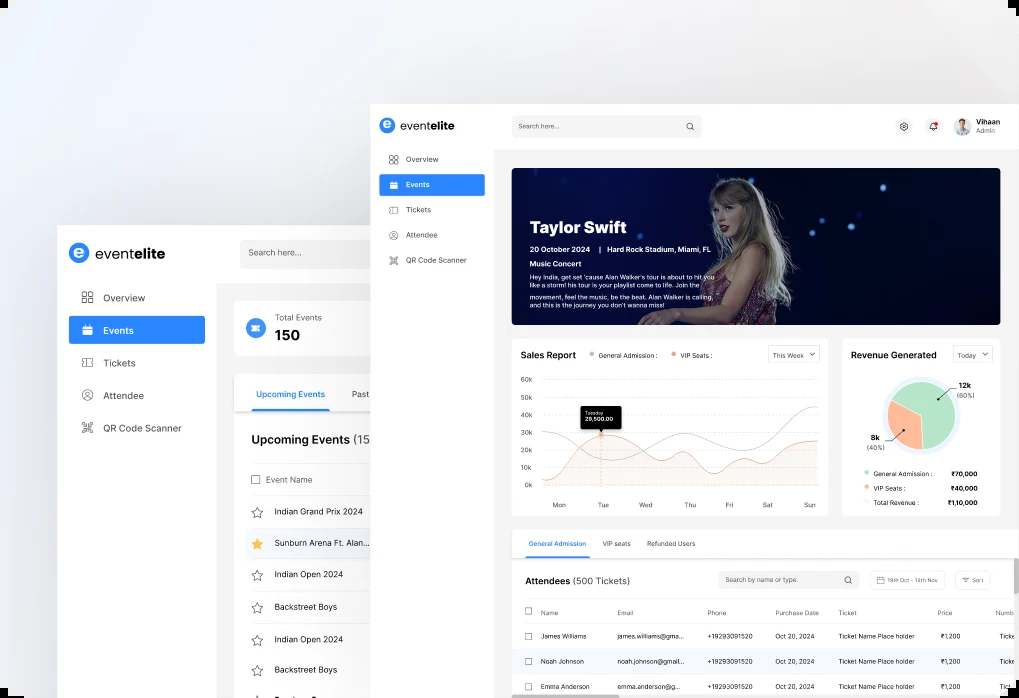 eventelite
Search here...
Overview
Events
Tickets
Attendee
QR Code Scanner
Total Events
150
Upcoming Events
Past
Upcoming Events (15
Event Name
Indian Grand Prix 2024
Sunburn Arena Ft. Alan...
Indian Open 2024
Backstreet Boys
Indian Open 2024
Backstreet Boys
eventelite
Search here...
Vihaan
Admin
Overview
Events
Tickets
Attendee
QR Code Scanner
Taylor Swift
20 October 2024 | Hard Rock Stadium, Miami, FL
Music Concert
Hey India, get set 'cause Alan Walker's tour is about to hit you
like a storm! his tour is your playlist come to life. Join the
movement, feel the music, be the beat. Alan Walker is calling,
and this is the journey you don't wanna miss!
Sales Report
General Admission :
VIP Seats :
This Week
60k
50k
40k
30k
20k
10k
0k
Tuesday
29,500.00
Mon Tue Wed Thu Fri Sat Sun
Revenue Generated
Today
12k
(60%)
8k
(40%)
General Admission : ₹70,000
VIP Seats : ₹40,000
Total Revenue : ₹1,10,000
General Admission VIP seats Refunded Users
Attendees (500 Tickets)
Search by name or type.
19th Oct - 14th Nov
Sort
Name Email Phone Purchase Date Ticket Price Numb
James Williams james.williams@gma... +19293091520 Oct 20, 2024 Ticket Name Place holder ₹1,200 Ticke
Noah Johnson noah.johnson@gmail... +19293091520 Oct 20, 2024 Ticket Name Place holder ₹1,200 Ticke
Emma Anderson emma.anderson@g... +19293091520 Oct 20, 2024 Ticket Name Place holder ₹1,200